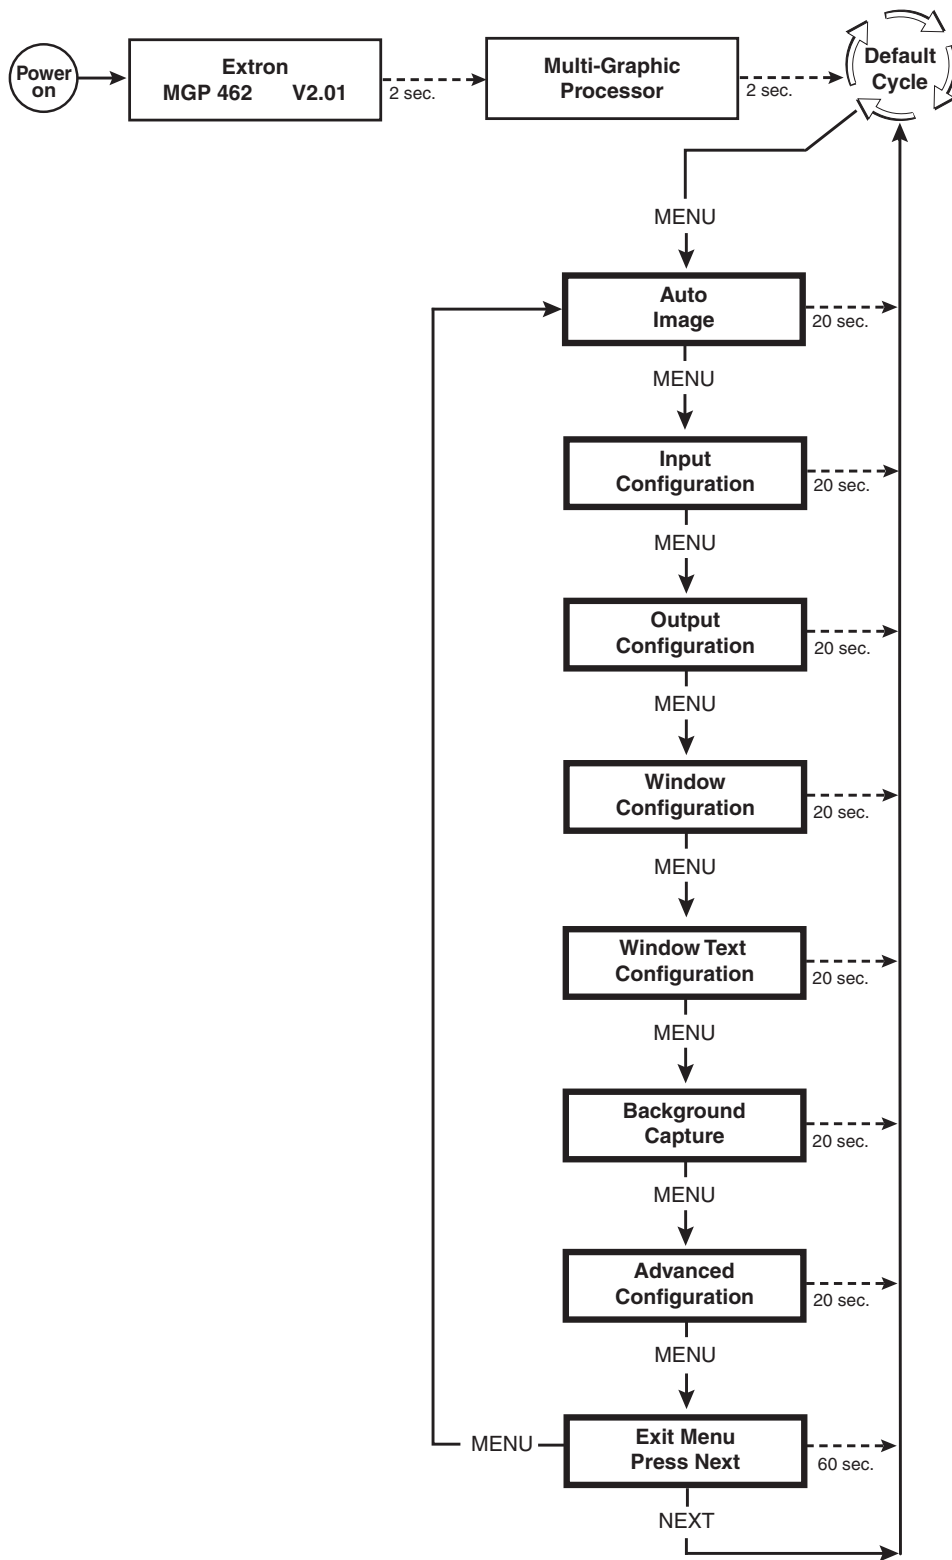 Power
on
Extron
MGP 462 V2.01
2 sec.
Multi-Graphic
Processor
2 sec.
Default
Cycle
MENU
Auto
Image
20 sec.
MENU
Input
Configuration
20 sec.
MENU
Output
Configuration
20 sec.
MENU
Window
Configuration
20 sec.
MENU
Window Text
Configuration
20 sec.
MENU
Background
Capture
20 sec.
MENU
Advanced
Configuration
20 sec.
MENU
MENU
Exit Menu
Press Next
60 sec.
NEXT